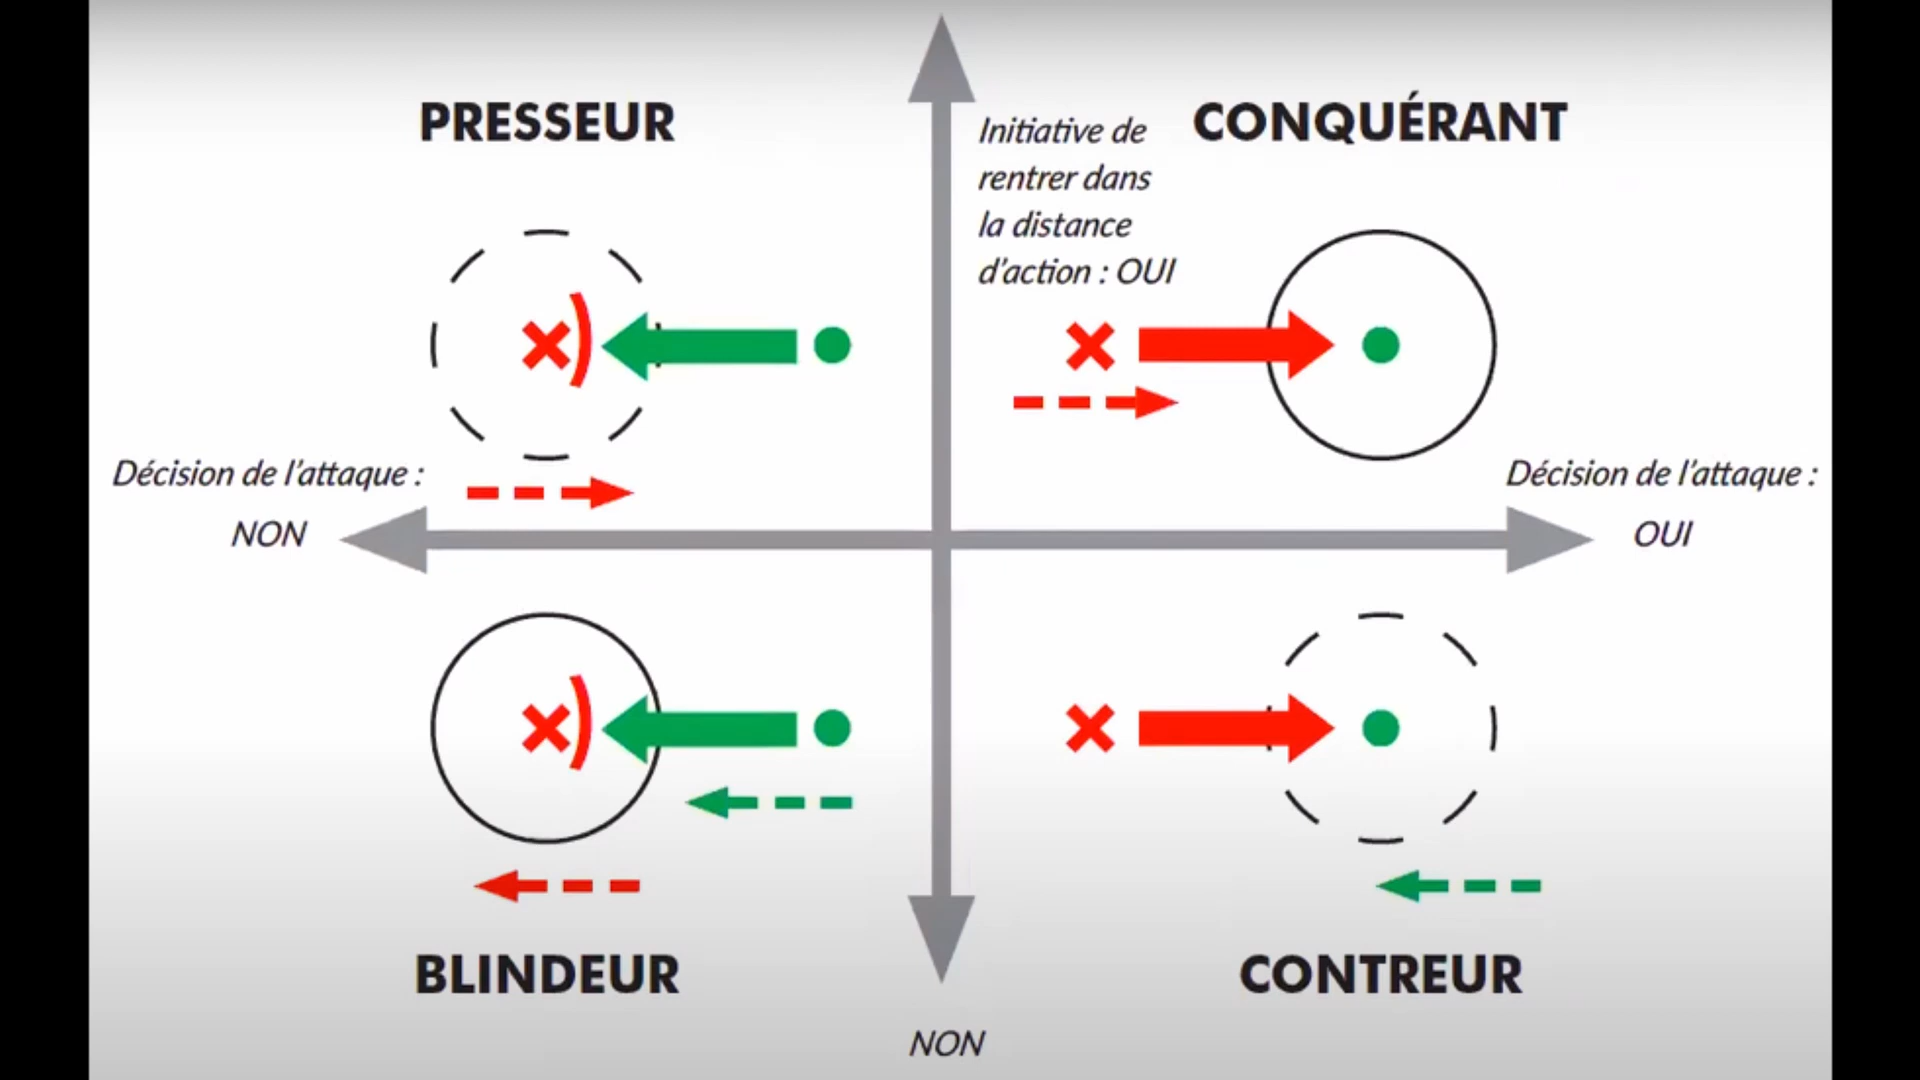 PRESSEUR
CONQUÉRANT
Initiative de
rentrer dans
la distance
d'action : OUI
Décision de l'attaque :
NON
Décision de l'attaque :
OUI
BLINDEUR
CONTREUR
NON